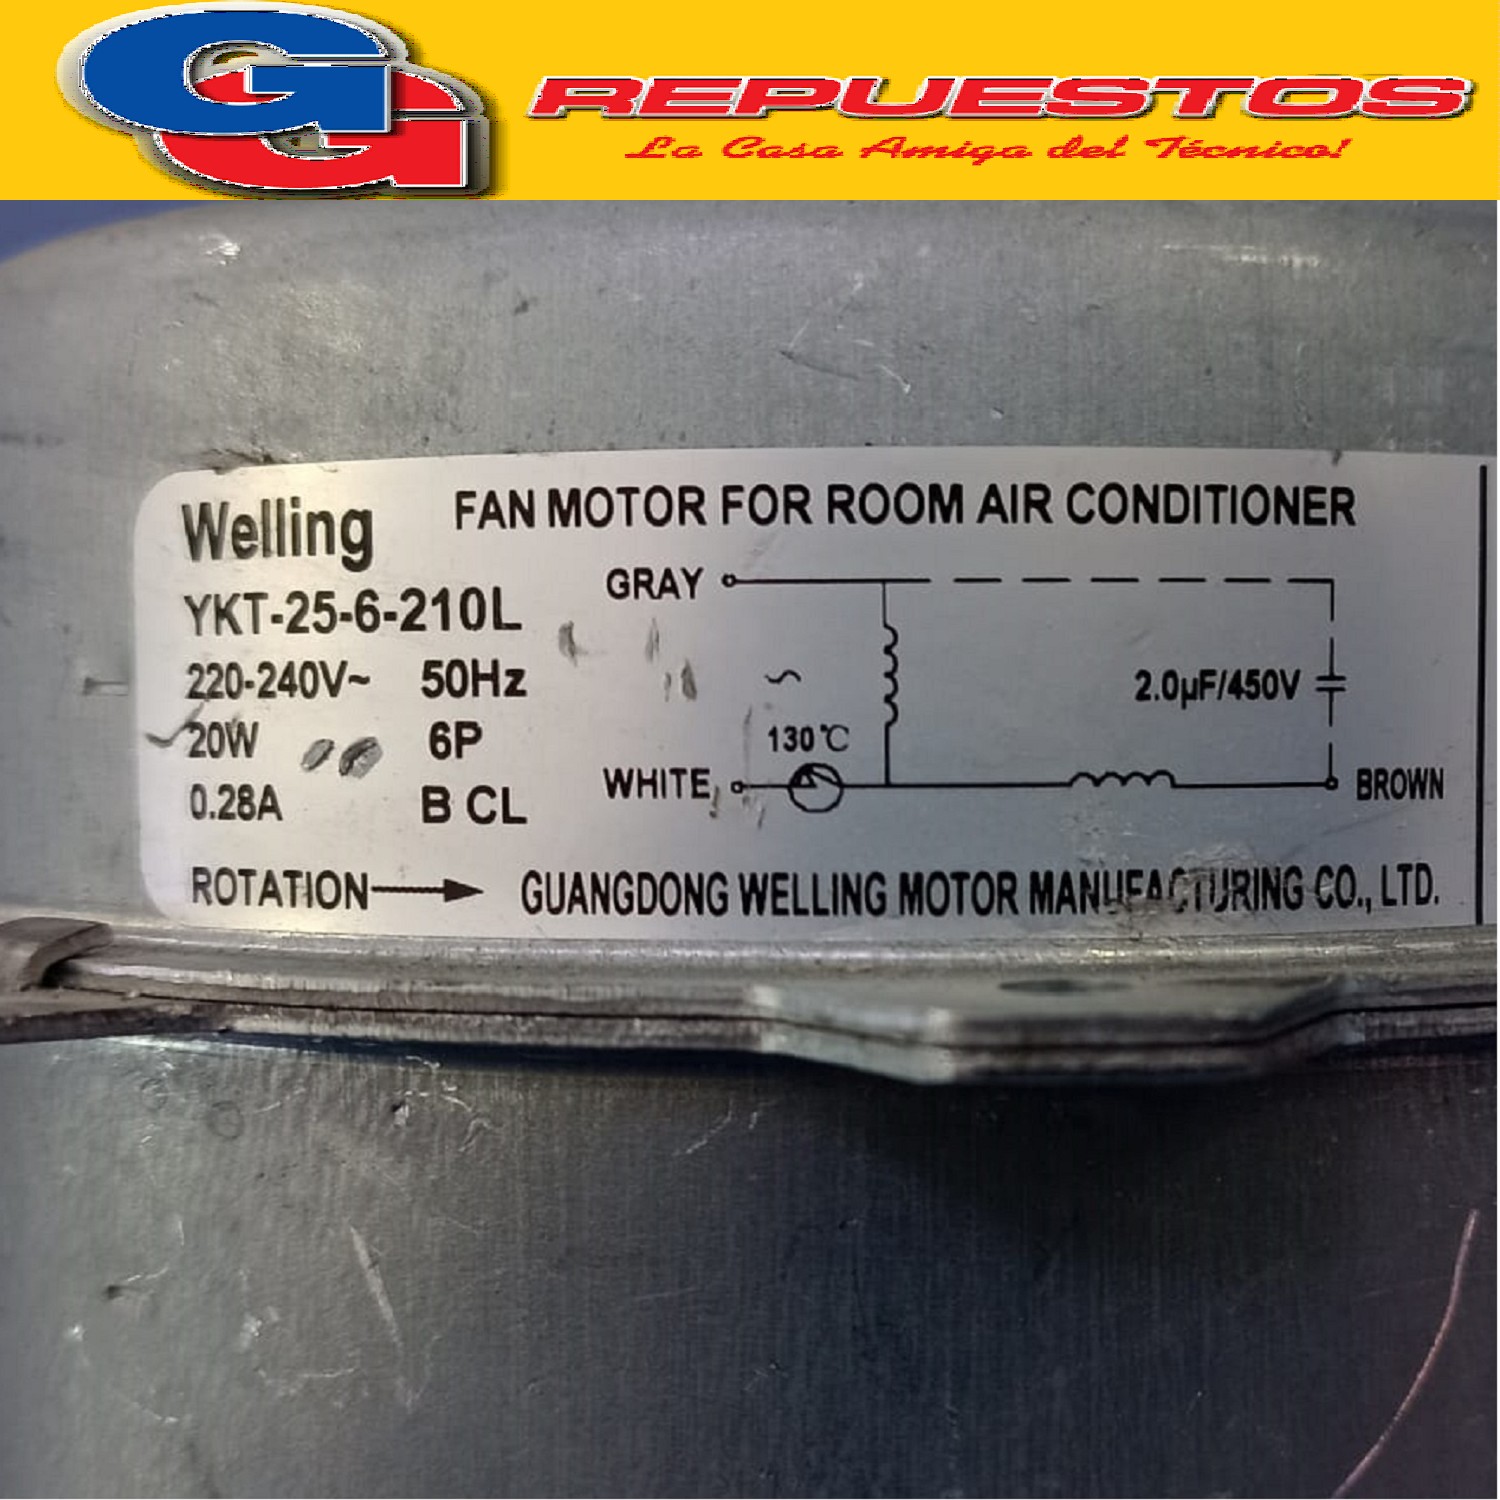 GG REPUESTOS
La Casa Amiga del Técnico!
Welling FAN MOTOR FOR ROOM AIR CONDITIONER
YKT-25-6-210L
220-240V~ 50Hz
20W 6P
0.28A B CL
GRAY
~
2.0µF/450V
130℃
WHITE
BROWN
ROTATION
GUANGDONG WELLING MOTOR MANUFACTURING CO., LTD.